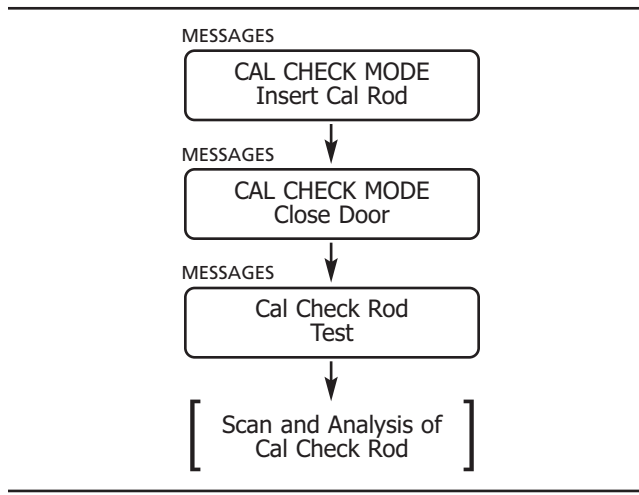 MESSAGES
CAL CHECK MODE
Insert Cal Rod
MESSAGES
CAL CHECK MODE
Close Door
MESSAGES
Cal Check Rod
Test
Scan and Analysis of
Cal Check Rod